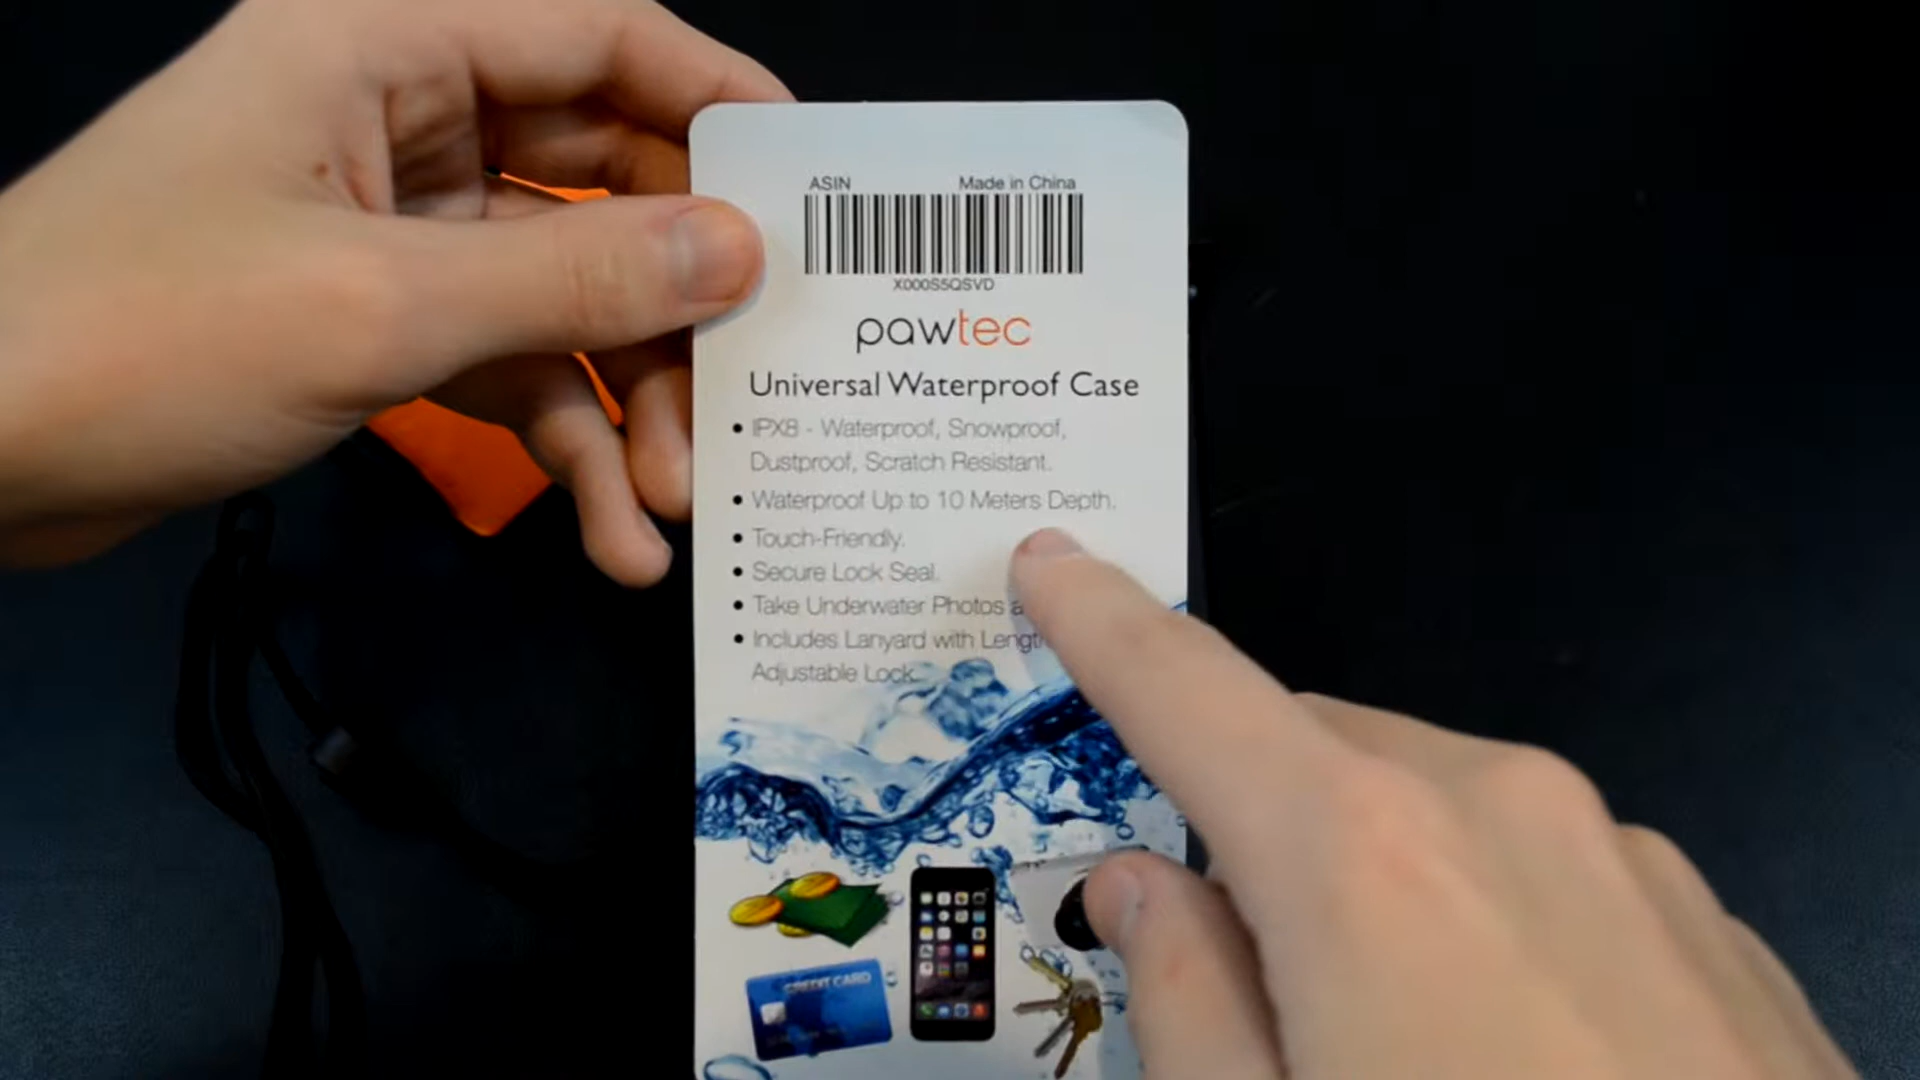 ASIN Made in China
X000S5QSVD
pawtec
Universal Waterproof Case
• IPX8 - Waterproof, Snowproof,
Dustproof, Scratch Resistant.
• Waterproof Up to 10 Meters Depth.
• Touch-Friendly.
• Secure Lock Seal.
• Take Underwater Photos
• Includes Lanyard with Length
Adjustable Lock.
CREDIT CARD